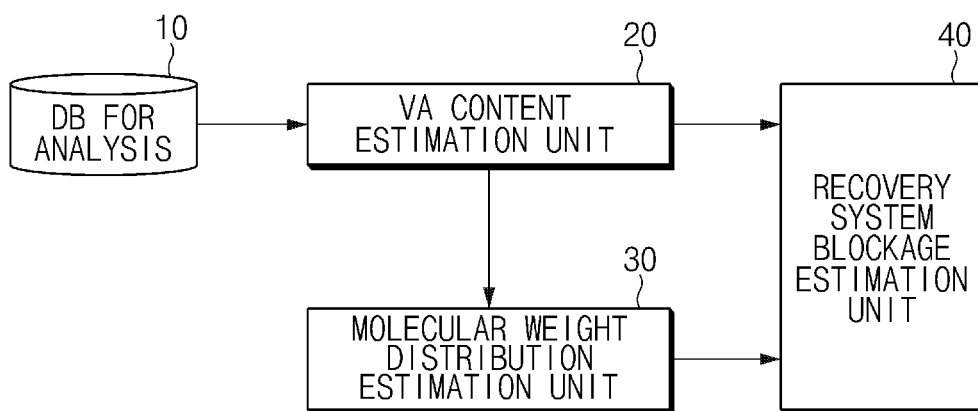 10
DB FOR
ANALYSIS
20
VA CONTENT
ESTIMATION UNIT
30
MOLECULAR WEIGHT
DISTRIBUTION
ESTIMATION UNIT
40
RECOVERY
SYSTEM
BLOCKAGE
ESTIMATION
UNIT